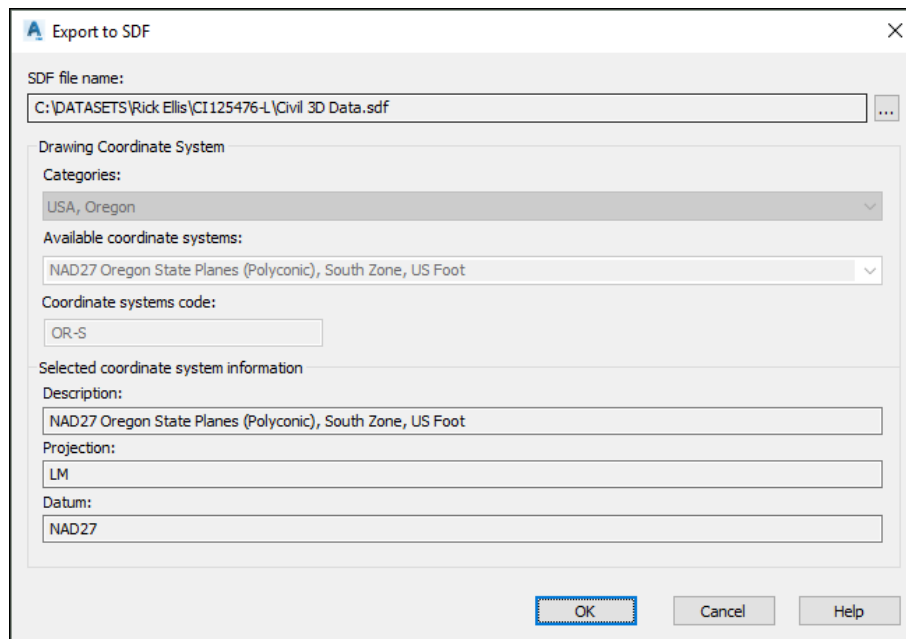 Export to SDF
SDF file name:
C:\DATASETS\Rick Ellis\CI125476-L\Civil 3D Data.sdf
...
Drawing Coordinate System
Categories:
USA, Oregon
Available coordinate systems:
NAD27 Oregon State Planes (Polyconic), South Zone, US Foot
Coordinate systems code:
OR-S
Selected coordinate system information
Description:
NAD27 Oregon State Planes (Polyconic), South Zone, US Foot
Projection:
LM
Datum:
NAD27
OK Cancel Help